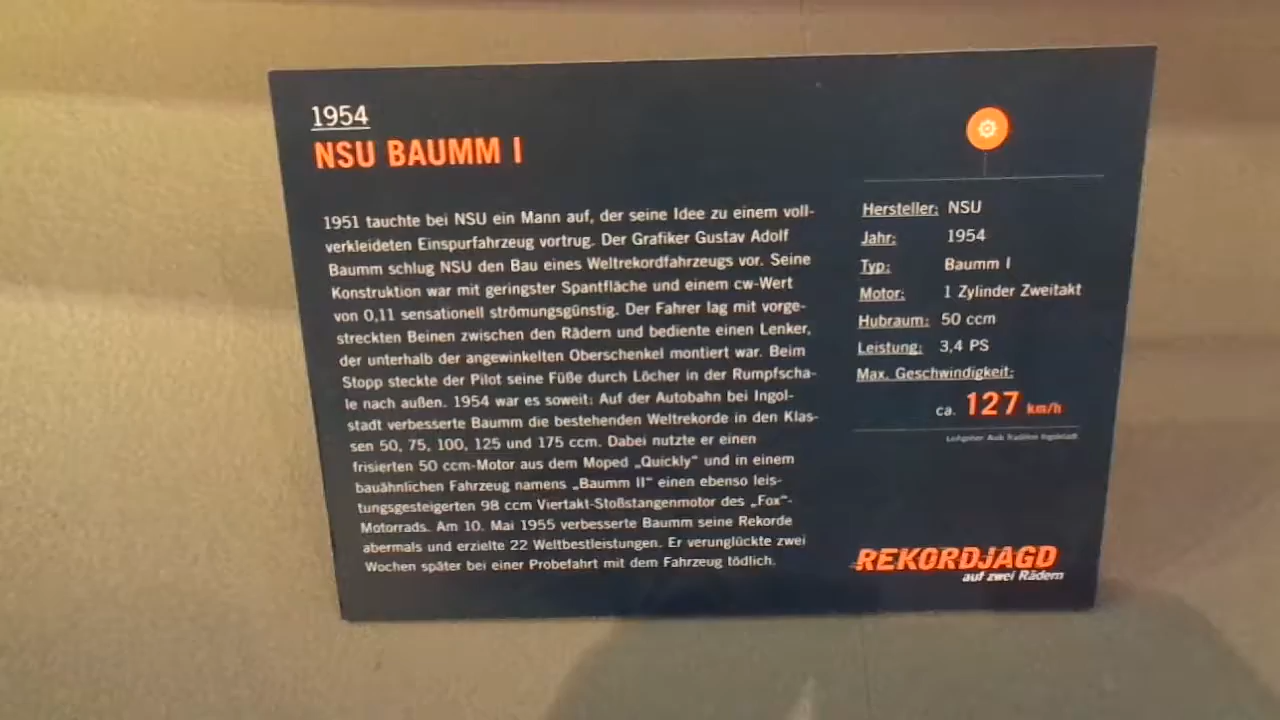 1954
NSU BAUMM I
1951 tauchte bei NSU ein Mann auf, der seine Idee zu einem voll-
verkleideten Einspurfahrzeug vortrug. Der Grafiker Gustav Adolf
Baumm schlug NSU den Bau eines Weltrekordfahrzeugs vor. Seine
Konstruktion war mit geringster Spantfläche und einem cw-Wert
von 0,11 sensationell strömungsgünstig. Der Fahrer lag mit vorge-
streckten Beinen zwischen den Rädern und bediente einen Lenker,
der unterhalb der angewinkelten Oberschenkel montiert war. Beim
Stopp steckte der Pilot seine Füße durch Löcher in der Rumpfscha-
le nach außen. 1954 war es soweit: Auf der Autobahn bei Ingol-
stadt verbesserte Baumm die bestehenden Weltrekorde in den Klas-
sen 50, 75, 100, 125 und 175 ccm. Dabei nutzte er einen
frisierten 50 ccm-Motor aus dem Moped „Quickly“ und in einem
bauähnlichen Fahrzeug namens „Baumm II“ einen ebenso leis-
tungsgesteigerten 98 ccm Viertakt-Stoßstangenmotor des „Fox“-
Motorrads. Am 10. Mai 1955 verbesserte Baumm seine Rekorde
abermals und erzielte 22 Weltbestleistungen. Er verunglückte zwei
Wochen später bei einer Probefahrt mit dem Fahrzeug tödlich.
Hersteller: NSU
Jahr: 1954
Typ: Baumm I
Motor: 1 Zylinder Zweitakt
Hubraum: 50 ccm
Leistung: 3,4 PS
Max. Geschwindigkeit:
ca. 127 km/h
Leihgeber Audi Tradition Ingolstadt
REKORDJAGD
auf zwei Rädern